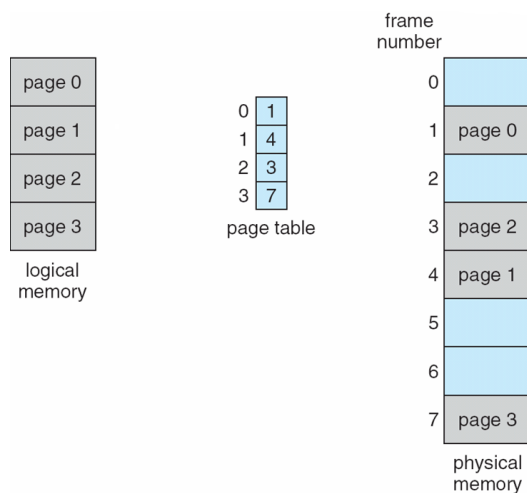 page 0
page 1
page 2
page 3
logical
memory
0 1
1 4
2 3
3 7
page table
frame
number
0
1 page 0
2
3 page 2
4 page 1
5
6
7 page 3
physical
memory